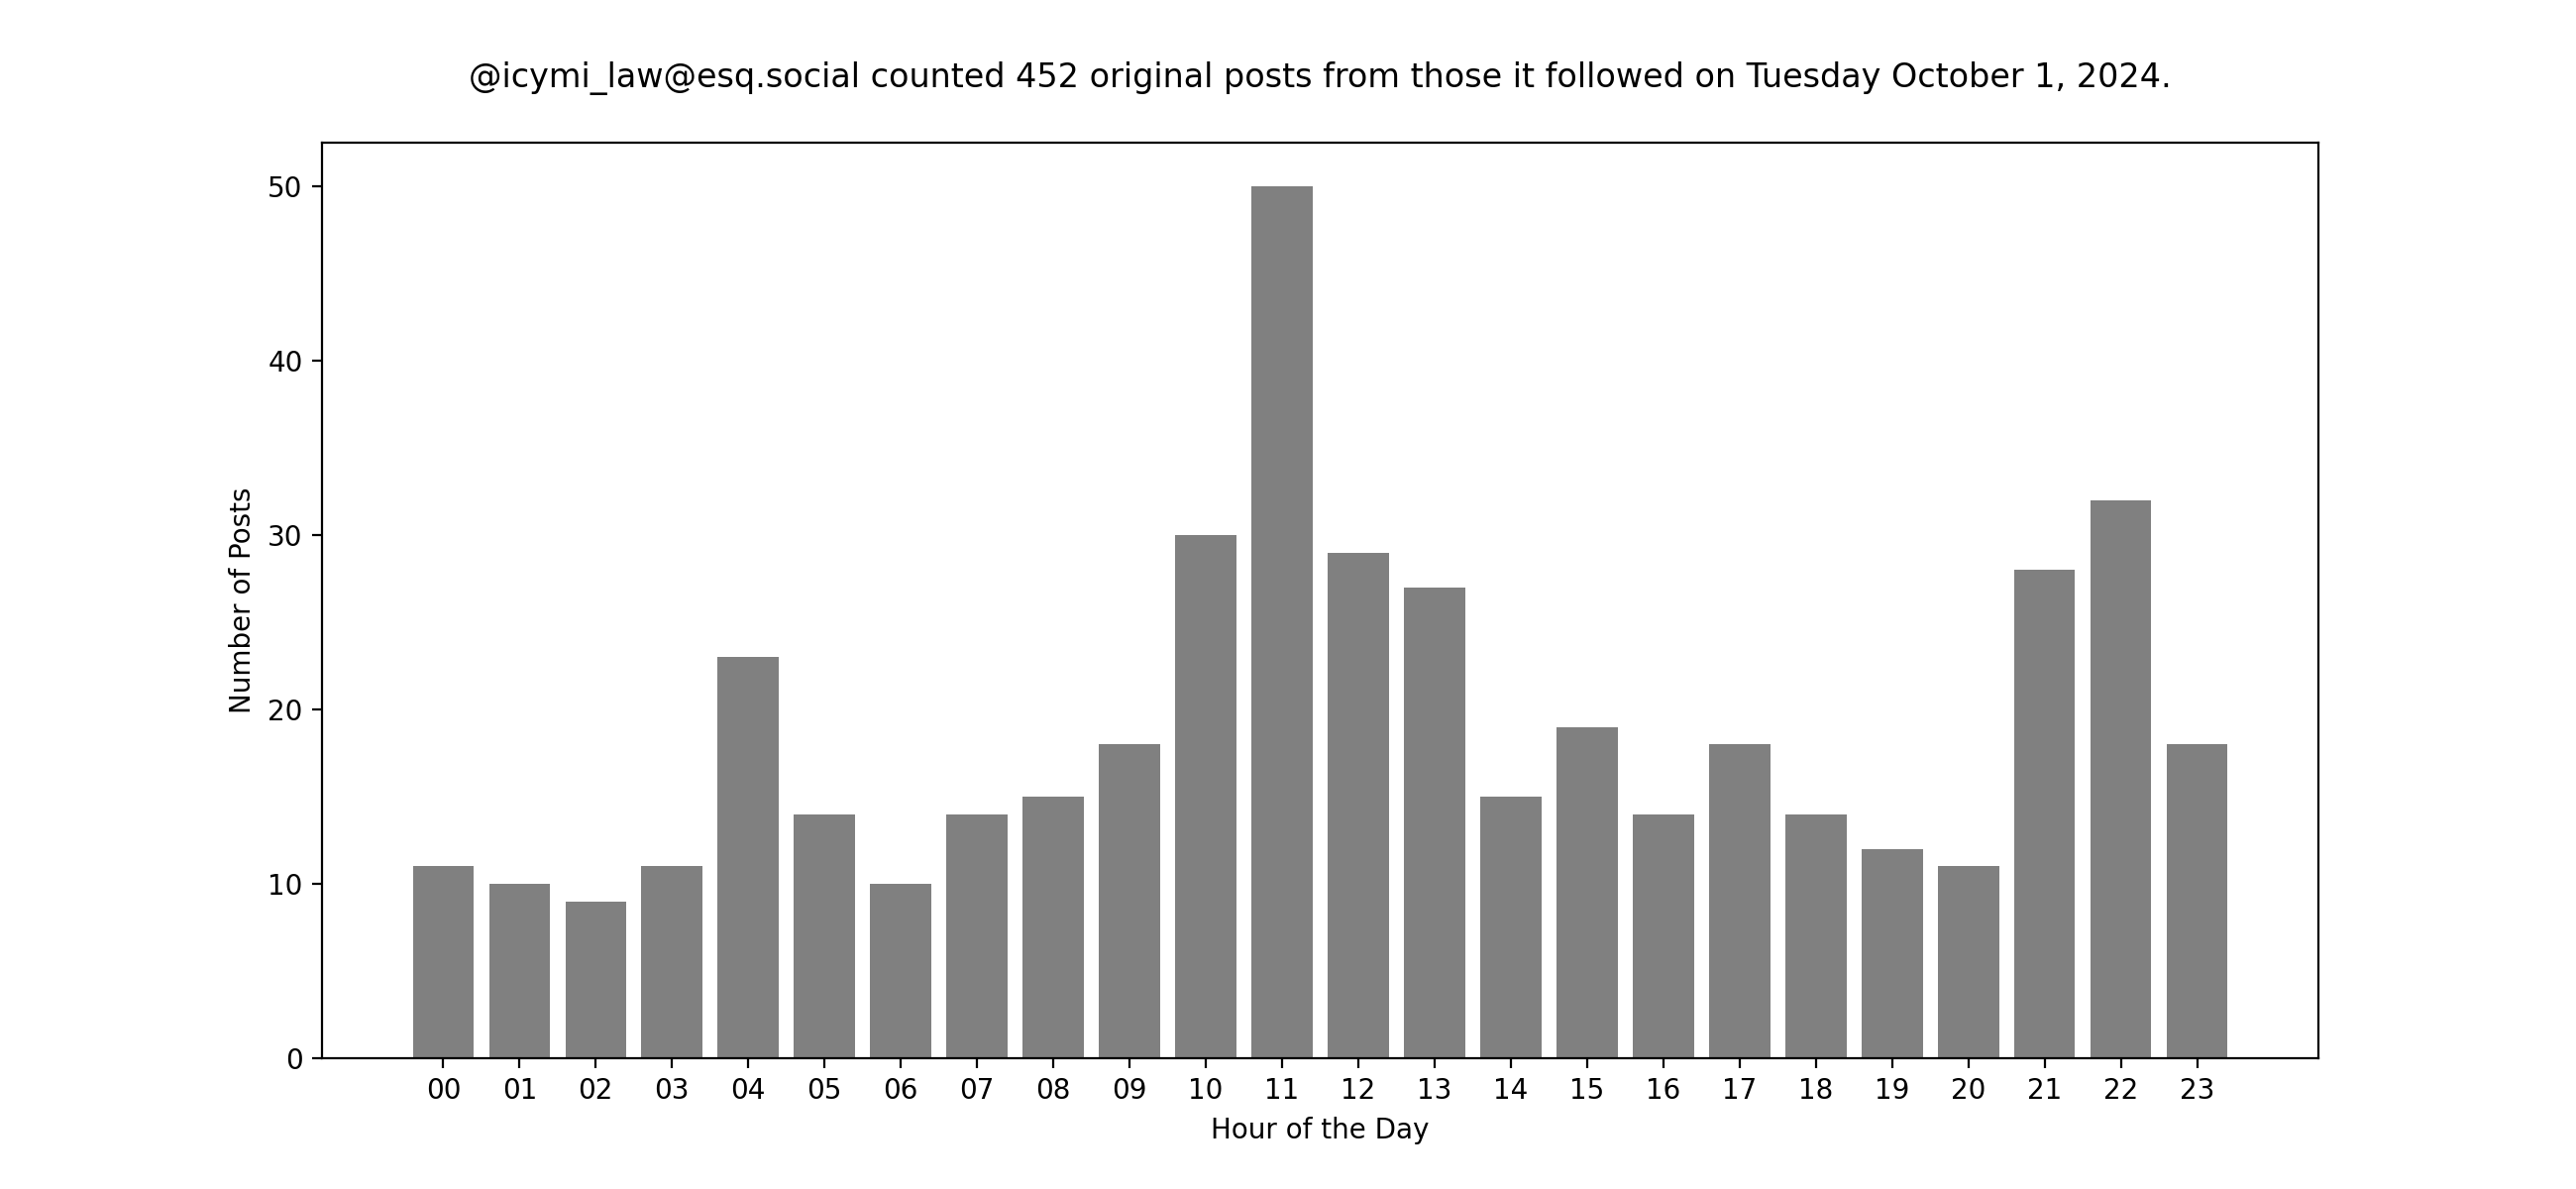 @icymi_law@esq.social counted 452 original posts from those it followed on Tuesday October 1, 2024.
50
40
30
20
10
0
Number of Posts
00 01 02 03 04 05 06 07 08 09 10 11 12 13 14 15 16 17 18 19 20 21 22 23
Hour of the Day